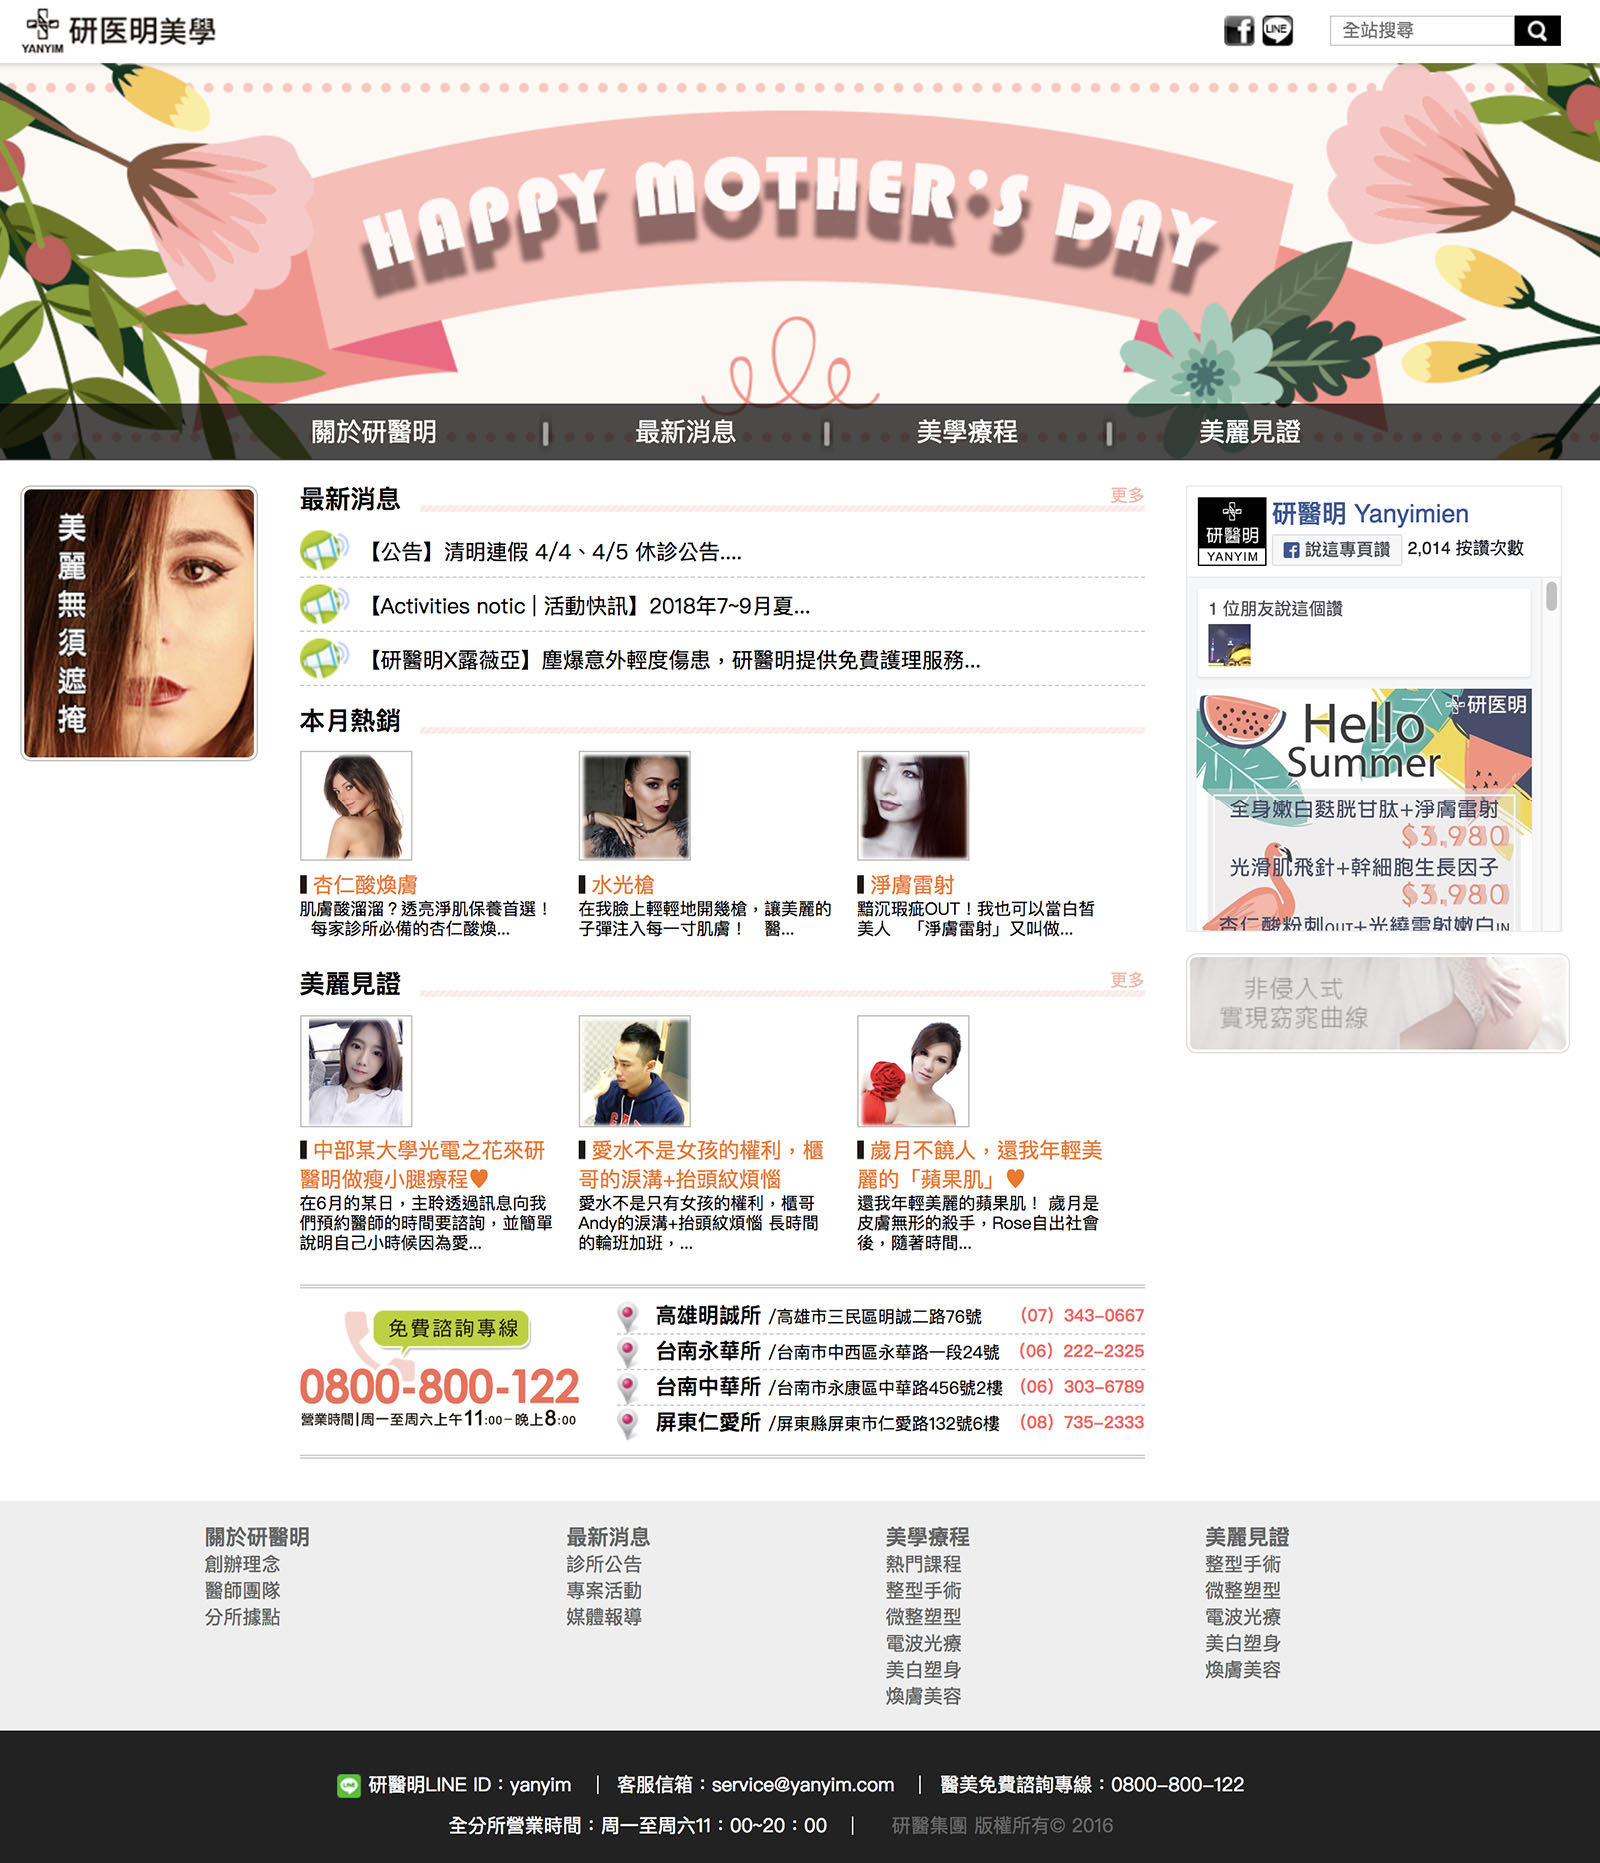 YANYIM
研医明美學
LINE
全站搜尋
HAPPY MOTHER'S DAY
關於研醫明
最新消息
美學療程
美麗見證
美麗無須遮掩
最新消息
更多
【公告】清明連假 4/4、4/5 休診公告....
【Activities notic | 活動快訊】2018年7~9月夏...
【研醫明X露薇亞】塵爆意外輕度傷患，研醫明提供免費護理服務...
本月熱銷
杏仁酸煥膚
肌膚酸溜溜？透亮淨肌保養首選！
每家診所必備的杏仁酸煥...
水光槍
在我臉上輕輕地開幾槍，讓美麗的
子彈注入每一寸肌膚！ 醫...
淨膚雷射
黯沉瑕疵OUT！我也可以當白皙
美人 「淨膚雷射」又叫做...
美麗見證
更多
中部某大學光電之花來研
醫明做瘦小腿療程♥
在6月的某日，主聆透過訊息向我
們預約醫師的時間要諮詢，並簡單
說明自己小時候因為愛...
愛水不是女孩的權利，櫃
哥的淚溝+抬頭紋煩惱
愛水不是只有女孩的權利，櫃哥
Andy的淚溝+抬頭紋煩惱 長時間
的輪班加班，...
歲月不饒人，還我年輕美
麗的「蘋果肌」♥
還我年輕美麗的蘋果肌！ 歲月是
皮膚無形的殺手，Rose自出社會
後，隨著時間...
研醫明
YANYIM
研醫明 Yanyimien
說這專頁讚
2,014 按讚次數
1 位朋友說這個讚
研医明
Hello
Summer
全身嫩白麩胱甘肽+淨膚雷射
$3,980
光滑肌飛針+幹細胞生長因子
$3,980
杏仁酸粉刺OUT+光繞雷射嫩白IN
非侵入式
實現窈窕曲線
免費諮詢專線
0800-800-122
營業時間|周一至周六上午11:00-晚上8:00
高雄明誠所 /高雄市三民區明誠二路76號 （07）343-0667
台南永華所 /台南市中西區永華路一段24號 （06）222-2325
台南中華所 /台南市永康區中華路456號2樓 （06）303-6789
屏東仁愛所 /屏東縣屏東市仁愛路132號6樓 （08）735-2333
關於研醫明
創辦理念
醫師團隊
分所據點
最新消息
診所公告
專案活動
媒體報導
美學療程
熱門課程
整型手術
微整塑型
電波光療
美白塑身
煥膚美容
美麗見證
整型手術
微整塑型
電波光療
美白塑身
煥膚美容
研醫明LINE ID：yanyim ｜ 客服信箱：service@yanyim.com ｜ 醫美免費諮詢專線：0800-800-122
全分所營業時間：周一至周六11：00~20：00 ｜ 研醫集團 版權所有© 2016